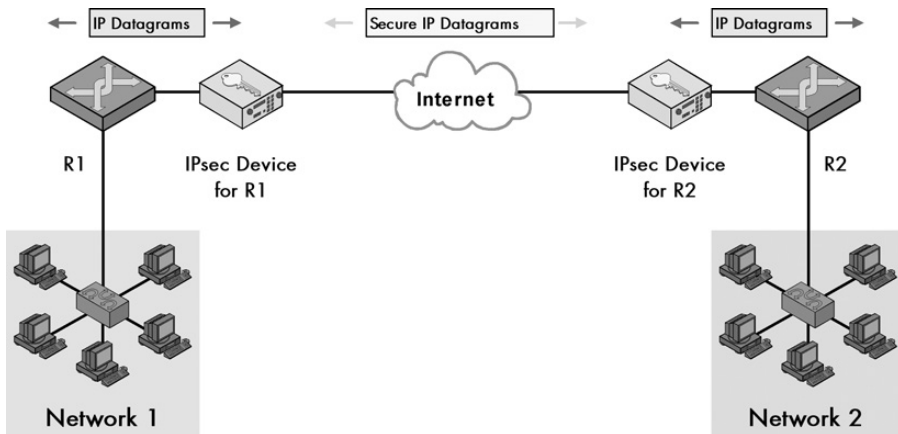 IP Datagrams
Secure IP Datagrams
IP Datagrams
Internet
R1
IPsec Device
for R1
IPsec Device
for R2
R2
Network 1
Network 2